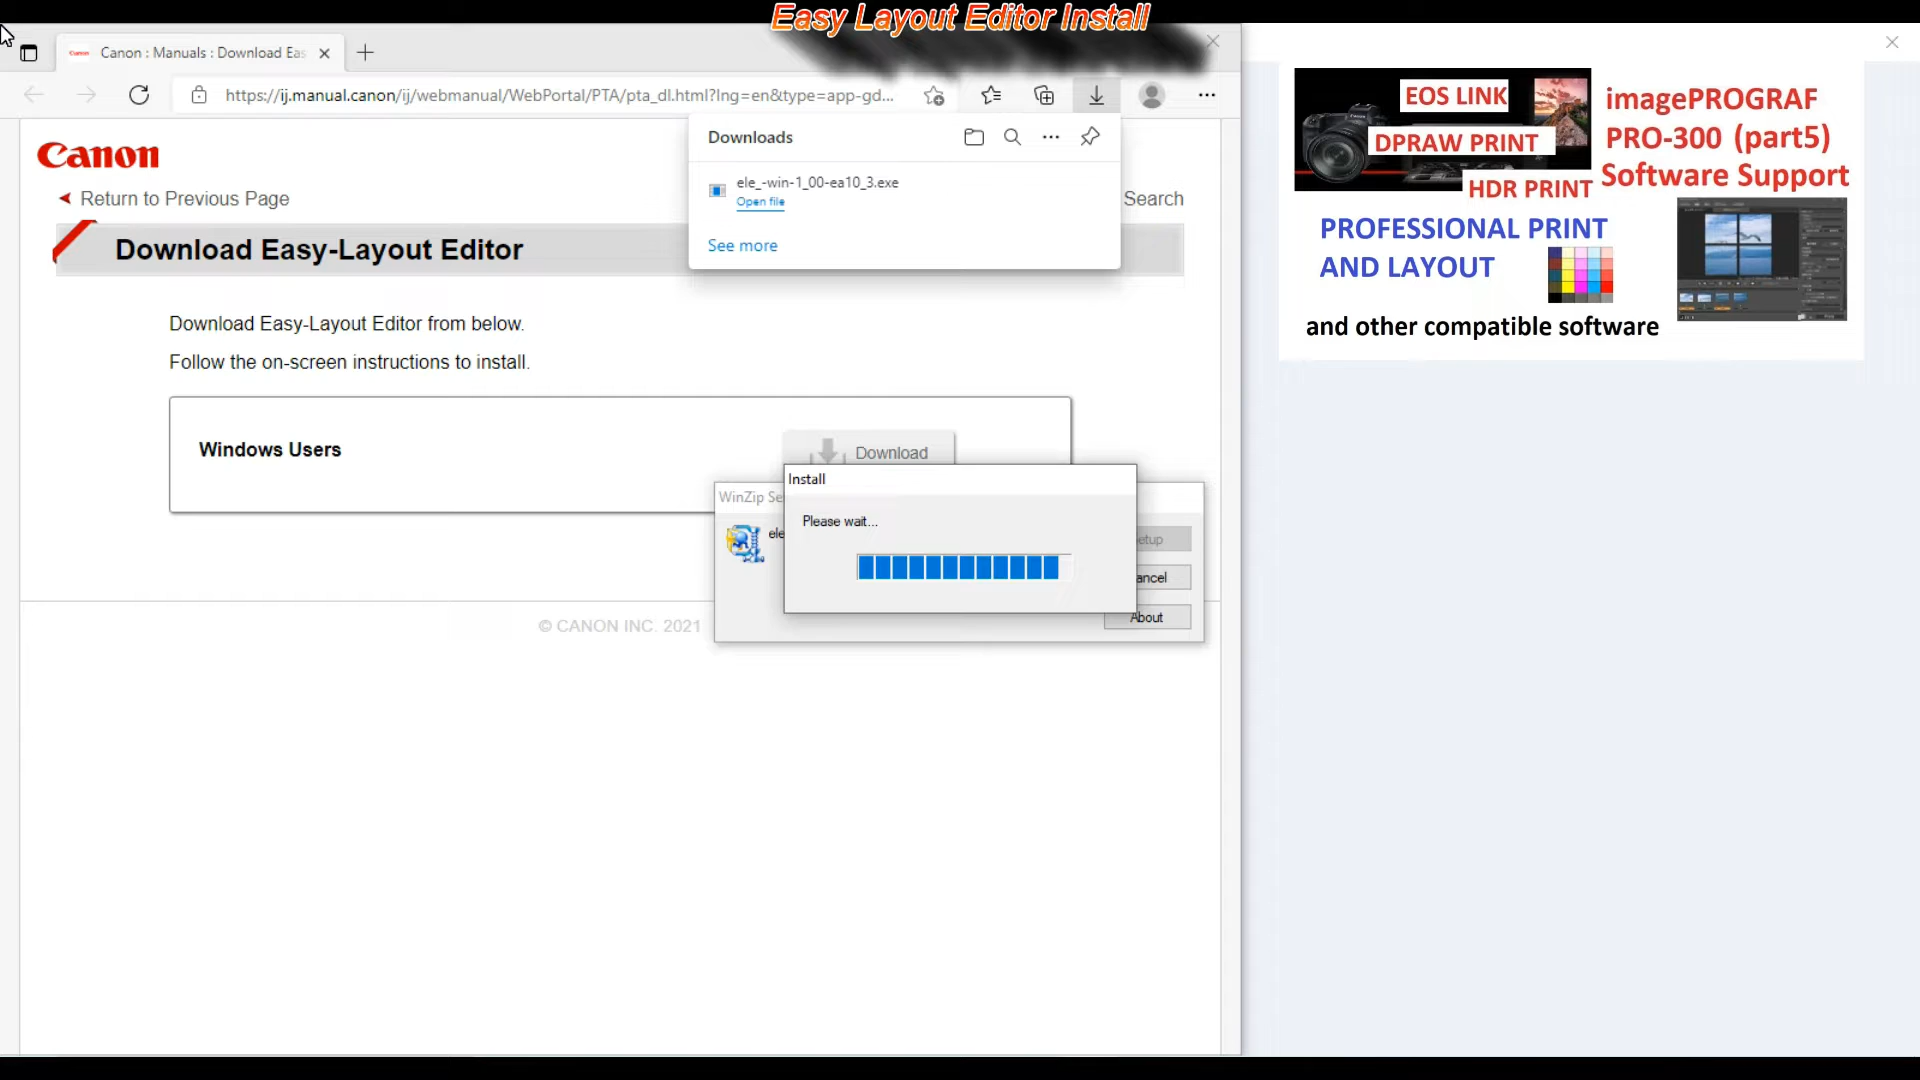 Easy Layout Editor Install
Canon : Manuals : Download Eas
https://ij.manual.canon/ij/webmanual/WebPortal/PTA/pta_dl.html?lng=en&type=app-gd...
Downloads
ele_-win-1_00-ea10_3.exe
Open file
See more
Canon
Return to Previous Page
Search
Download Easy-Layout Editor
Download Easy-Layout Editor from below.
Follow the on-screen instructions to install.
Windows Users
Download
WinZip Se
Install
ele
Please wait...
etup
ancel
About
© CANON INC. 2021
EOS LINK
DPRAW PRINT
HDR PRINT
imagePROGRAF
PRO-300 (part5)
Software Support
PROFESSIONAL PRINT
AND LAYOUT
and other compatible software